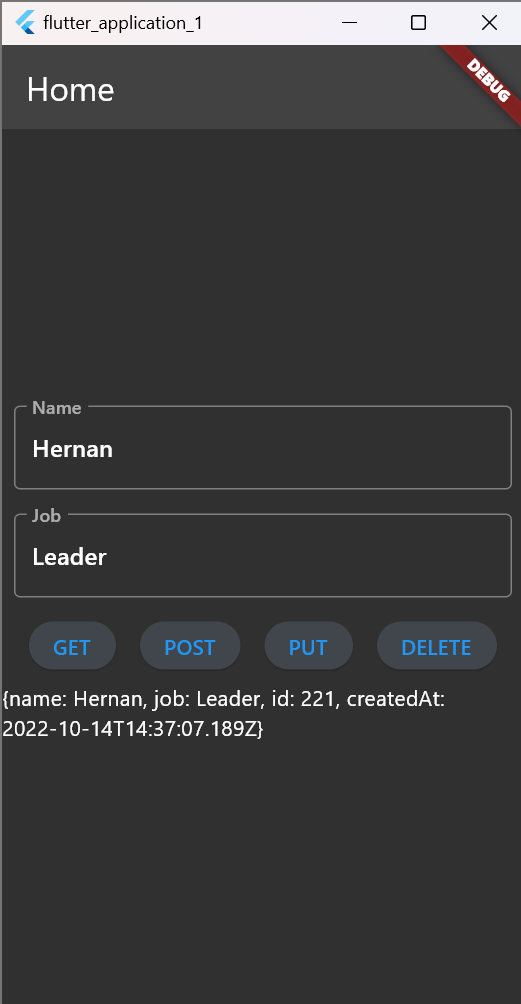 flutter_application_1
Home
DEBUG
Name
Hernan
Job
Leader
GET POST PUT DELETE
{name: Hernan, job: Leader, id: 221, createdAt:
2022-10-14T14:37:07.189Z}